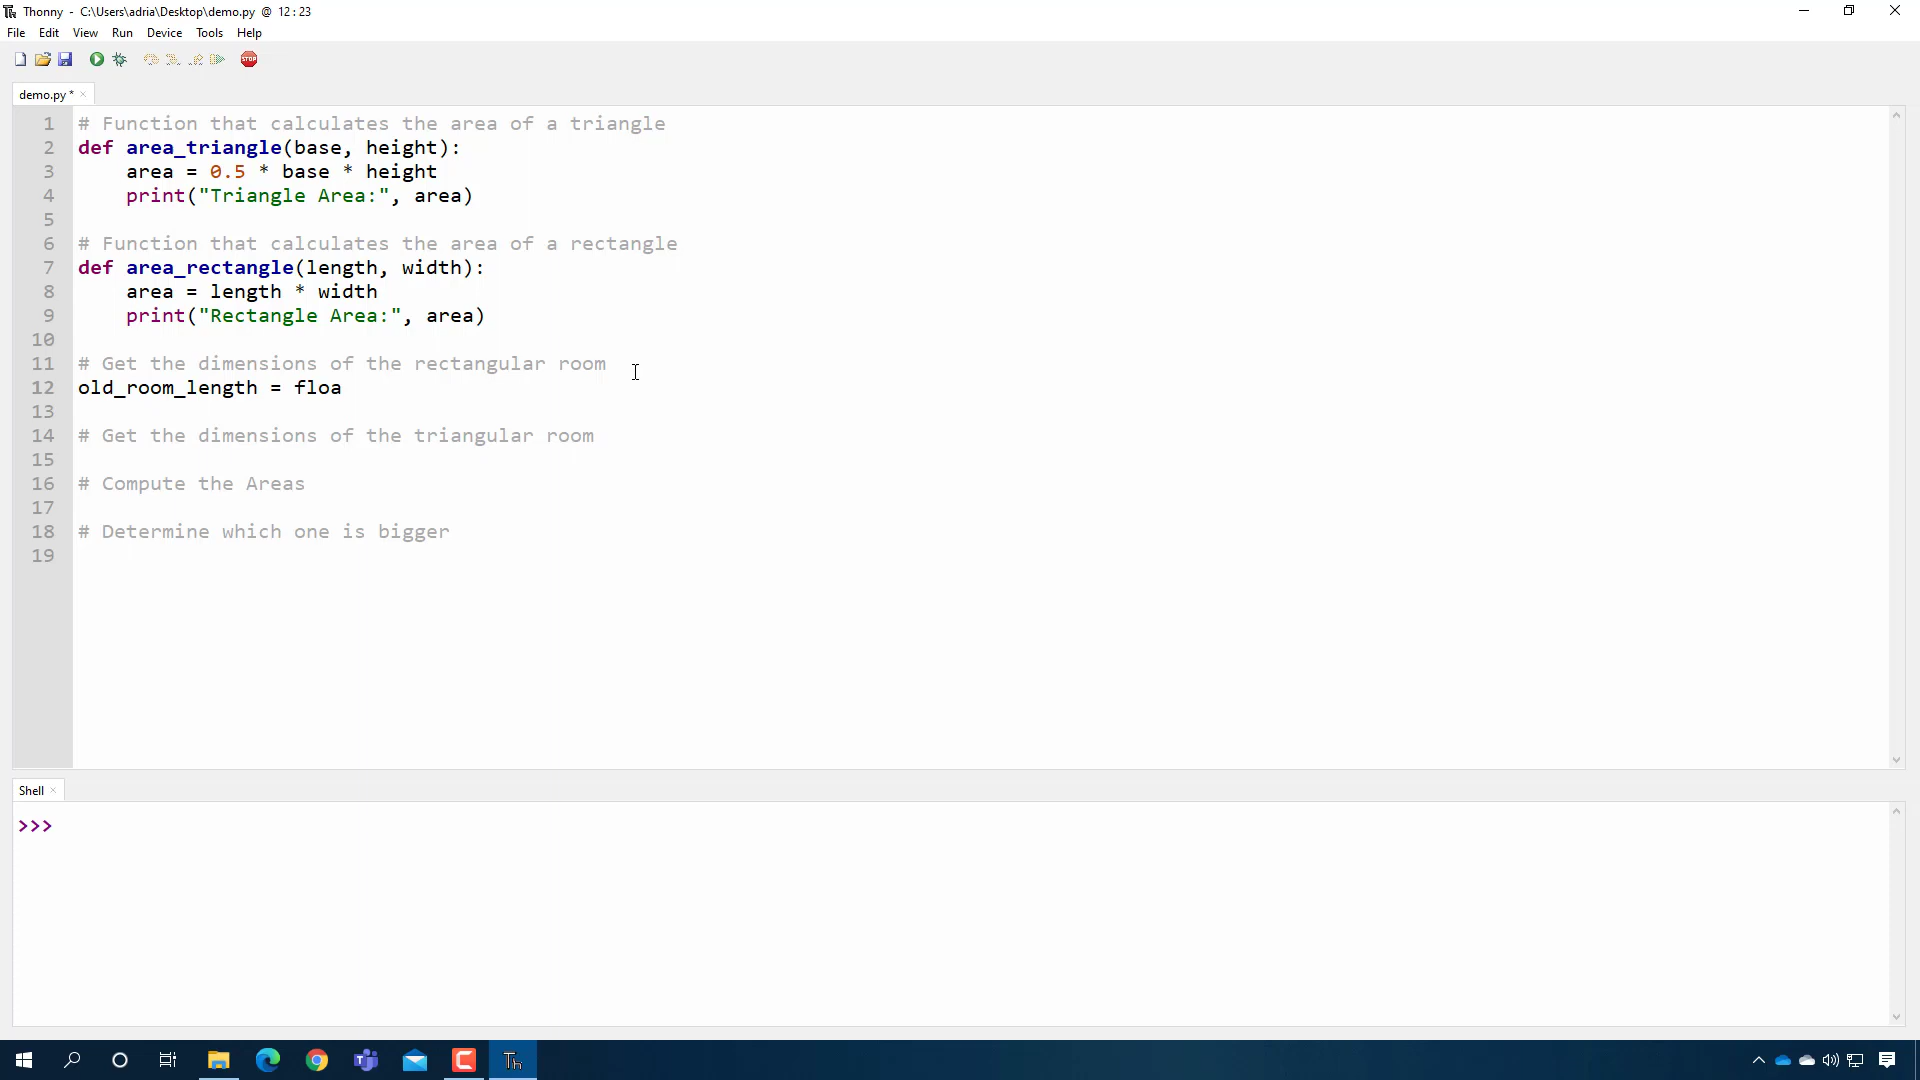 Thonny - C:\Users\adria\Desktop\demo.py @ 12 : 23
File Edit View Run Device Tools Help
STOP
demo.py * ×
1 # Function that calculates the area of a triangle
2 def area_triangle(base, height):
3     area = 0.5 * base * height
4     print("Triangle Area:", area)
5
6 # Function that calculates the area of a rectangle
7 def area_rectangle(length, width):
8     area = length * width
9     print("Rectangle Area:", area)
10
11 # Get the dimensions of the rectangular room
12 old_room_length = floa
13
14 # Get the dimensions of the triangular room
15
16 # Compute the Areas
17
18 # Determine which one is bigger
19
Shell ×
>>>
Th